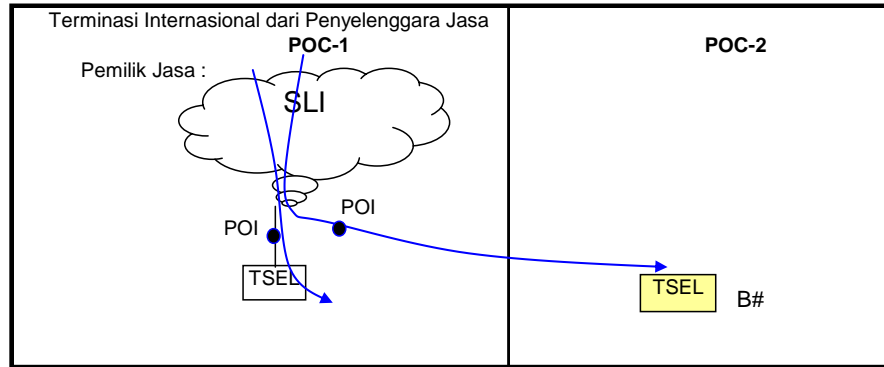 Terminasi Internasional dari Penyelenggara Jasa
POC-1
POC-2
Pemilik Jasa :
SLI
POI
POI
TSEL
TSEL
B#